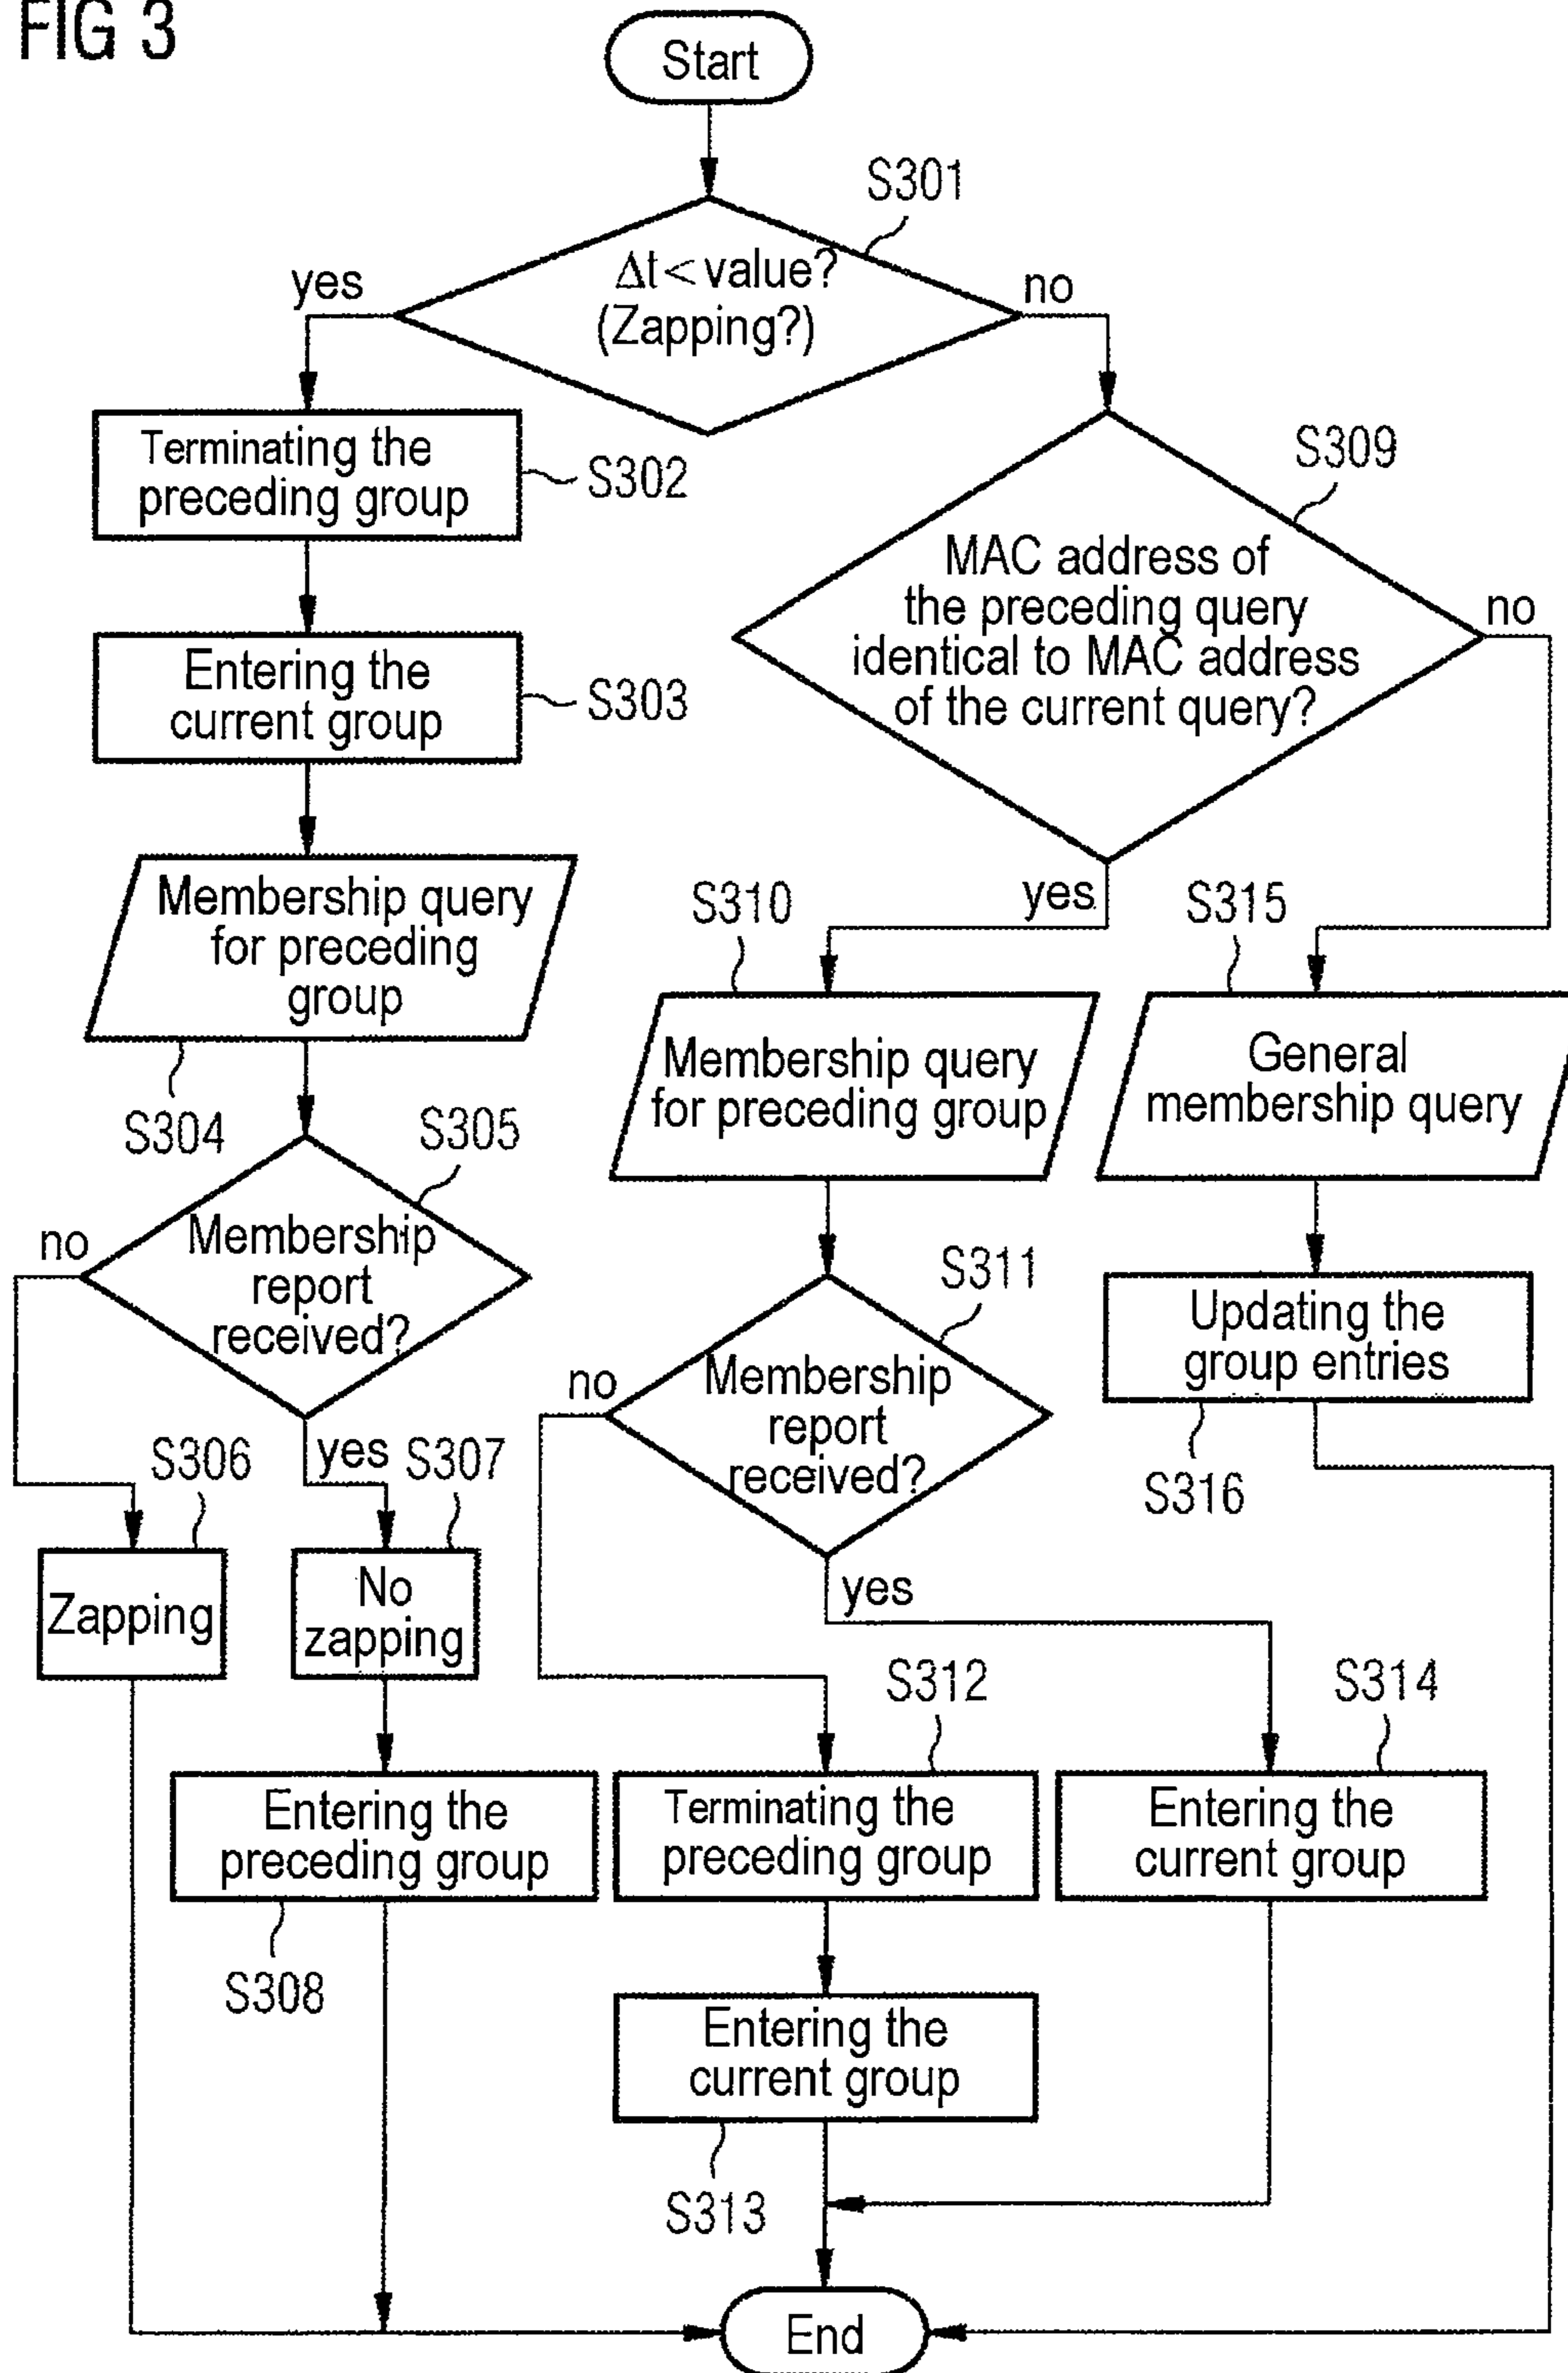 FIG 3
Start
S301
Δt < value?
(Zapping?)
yes
no
Terminating the
preceding group
S302
S309
MAC address of
the preceding query
identical to MAC address
of the current query?
no
Entering the
current group
S303
Membership query
for preceding
group
S304
S310
yes
S315
Membership query
for preceding group
General
membership query
S305
no
Membership
report
received?
S311
no
Membership
report
received?
Updating the
group entries
S316
S306
yes
S307
Zapping
No
zapping
yes
S312
S314
Entering the
preceding group
S308
Terminating the
preceding group
Entering the
current group
Entering the
current group
S313
End